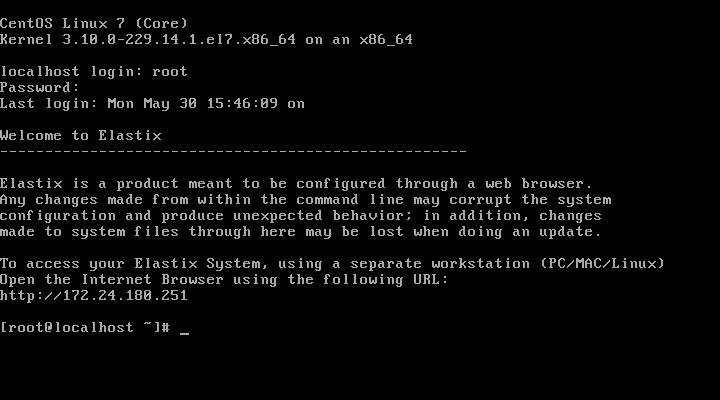 CentOS Linux 7 (Core)
Kernel 3.10.0-229.14.1.el7.x86_64 on an x86_64
localhost login: root
Password:
Last login: Mon May 30 15:46:09 on
Welcome to Elastix
----------------------------------------------------
Elastix is a product meant to be configured through a web browser.
Any changes made from within the command line may corrupt the system
configuration and produce unexpected behavior; in addition, changes
made to system files through here may be lost when doing an update.
To access your Elastix System, using a separate workstation (PC/MAC/Linux)
Open the Internet Browser using the following URL:
http://172.24.180.251
[root@localhost ~]# _